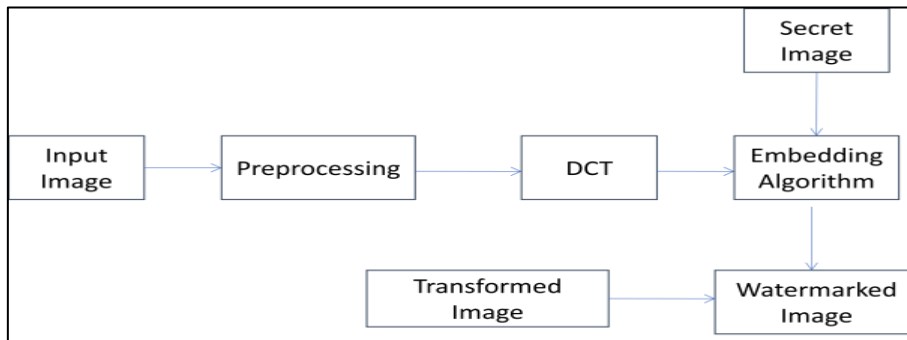 Secret
Image
Input
Image
Preprocessing
DCT
Embedding
Algorithm
Transformed
Image
Watermarked
Image